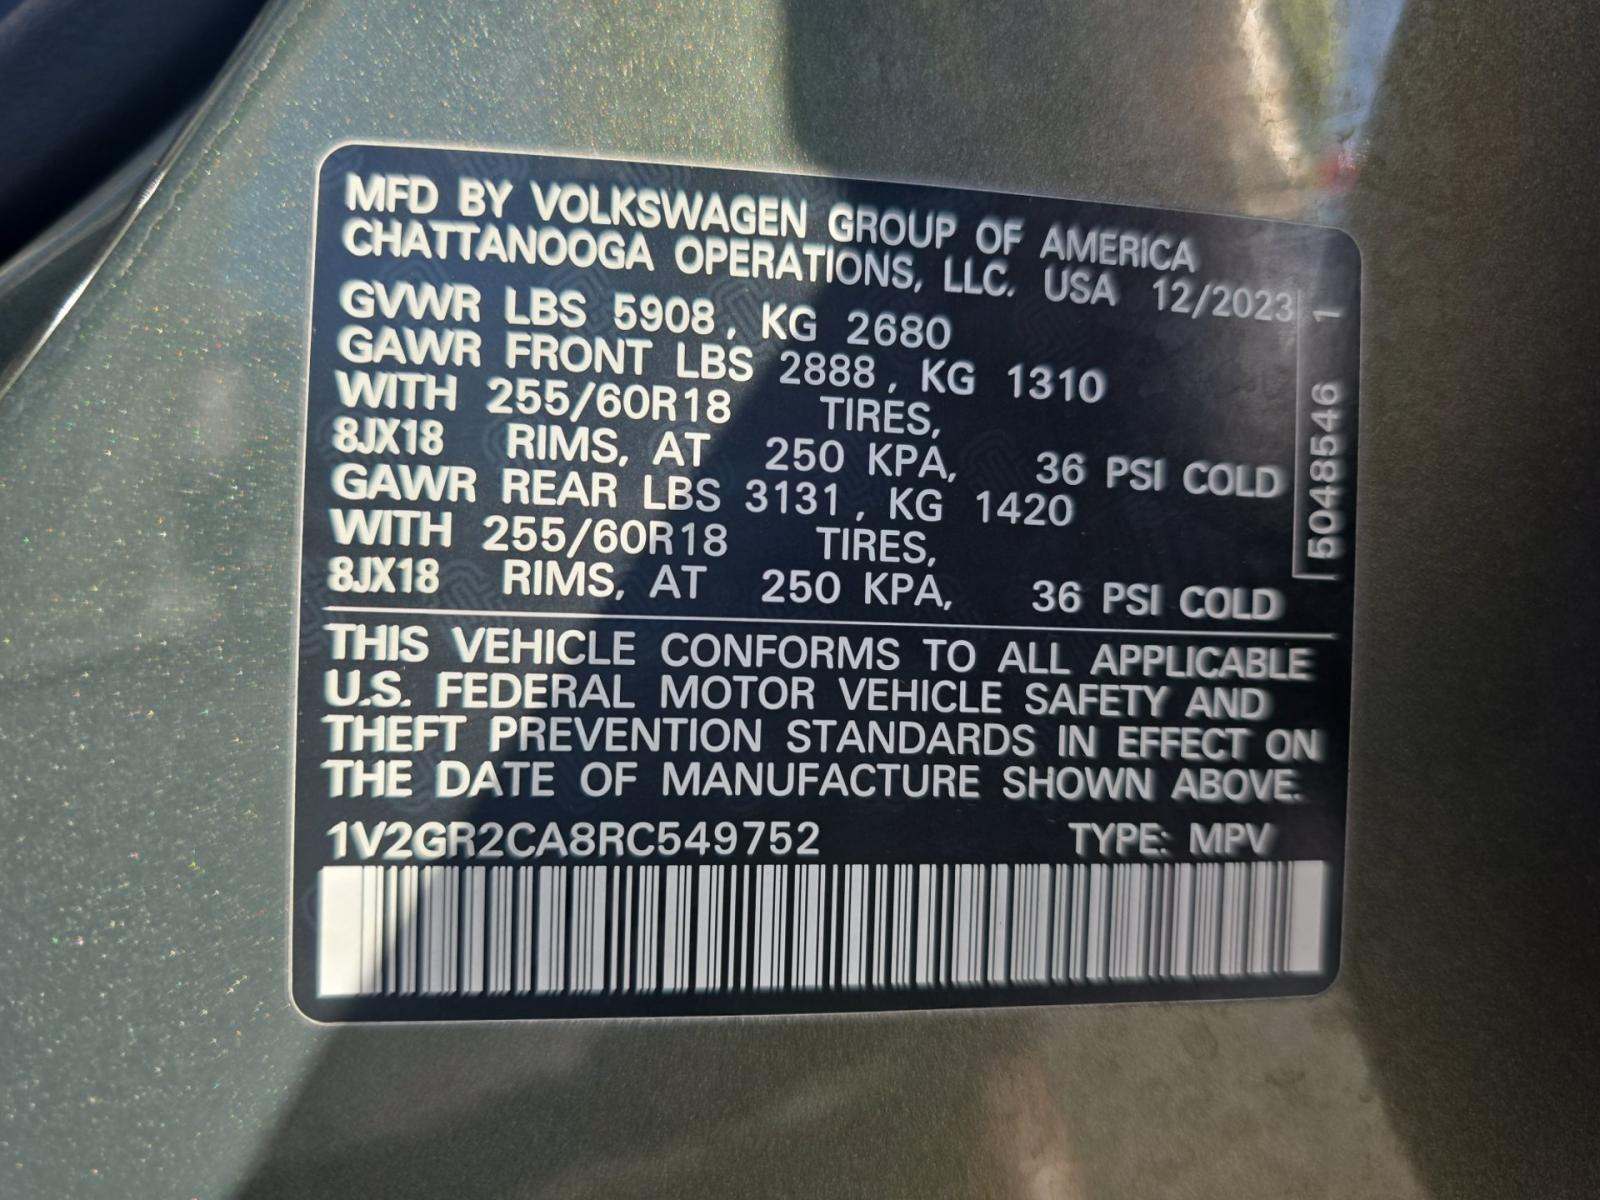 MFD BY VOLKSWAGEN GROUP OF AMERICA
CHATTANOOGA OPERATIONS, LLC. USA 12/2023
GVWR LBS 5908, KG 2680
GAWR FRONT LBS 2888, KG 1310
WITH 255/60R18 TIRES,
8JX18 RIMS, AT 250 KPA, 36 PSI COLD
GAWR REAR LBS 3131, KG 1420
WITH 255/60R18 TIRES,
8JX18 RIMS, AT 250 KPA, 36 PSI COLD
5048546 1
THIS VEHICLE CONFORMS TO ALL APPLICABLE
U.S. FEDERAL MOTOR VEHICLE SAFETY AND
THEFT PREVENTION STANDARDS IN EFFECT ON
THE DATE OF MANUFACTURE SHOWN ABOVE.
1V2GR2CA8RC549752 TYPE: MPV